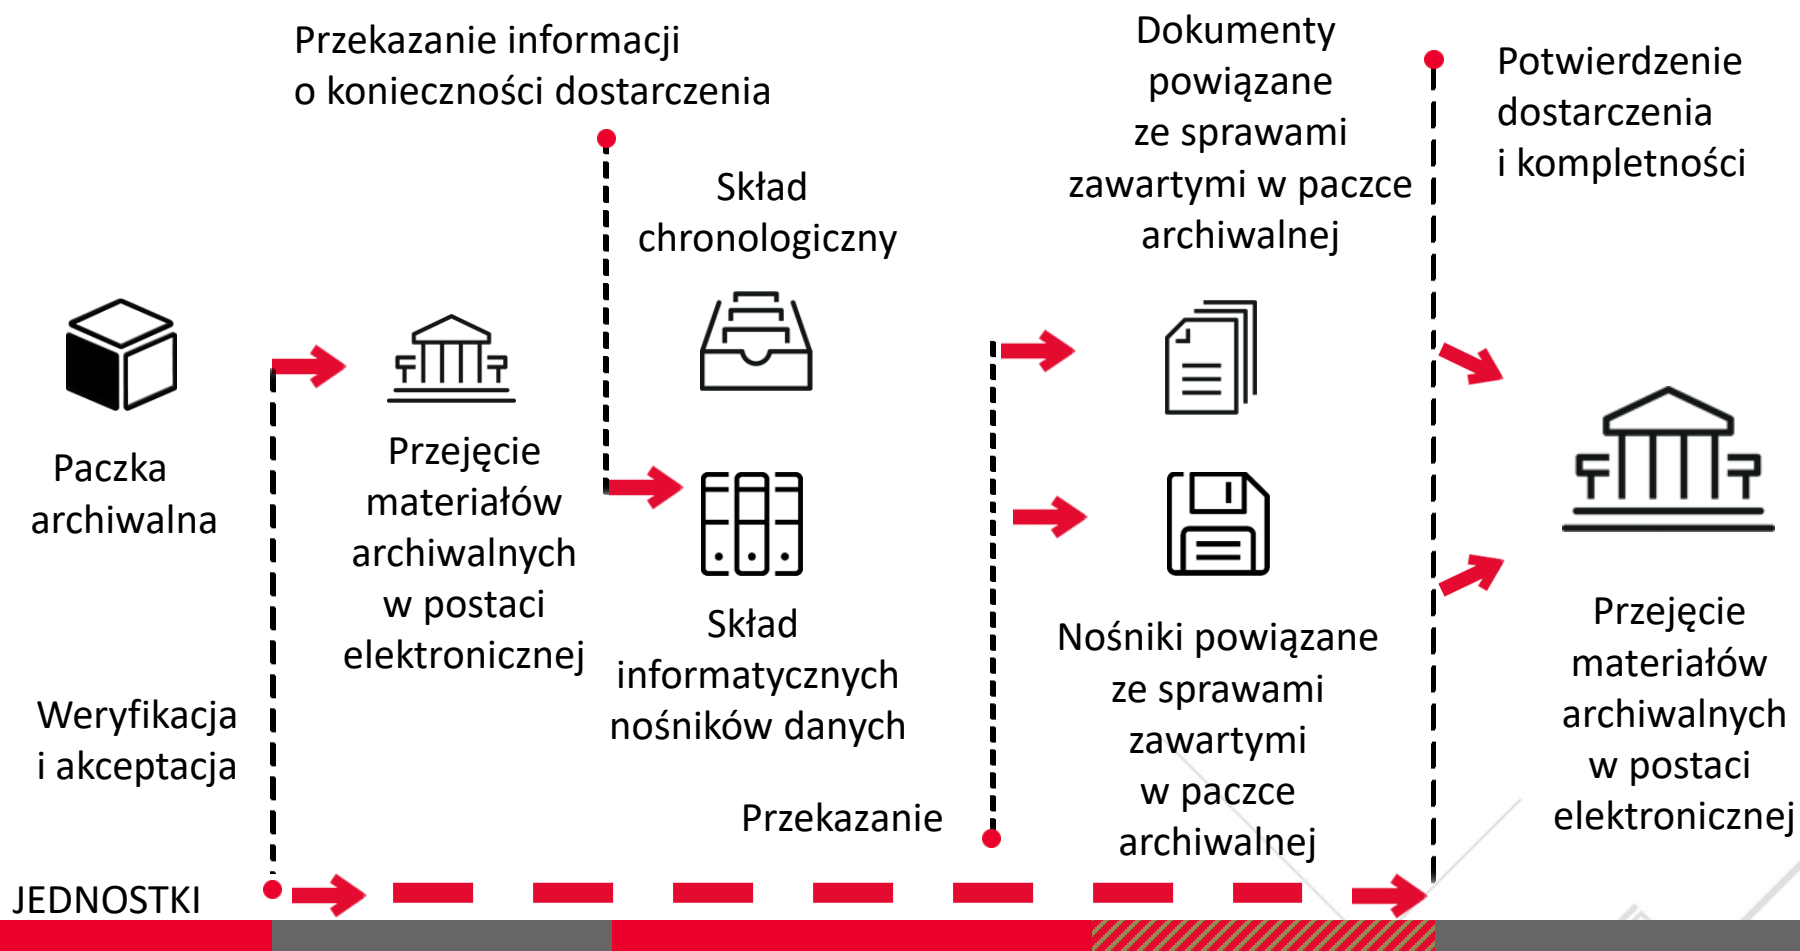 Przekazanie informacji
o konieczności dostarczenia
Dokumenty
powiązane
ze sprawami
zawartymi w paczce
archiwalnej
Potwierdzenie
dostarczenia
i kompletności
Skład
chronologiczny
Paczka
archiwalna
Przejęcie
materiałów
archiwalnych
w postaci
elektronicznej
Skład
informatycznych
nośników danych
Nośniki powiązane
ze sprawami
zawartymi
w paczce
archiwalnej
Przejęcie
materiałów
archiwalnych
w postaci
elektronicznej
Weryfikacja
i akceptacja
Przekazanie
JEDNOSTKI